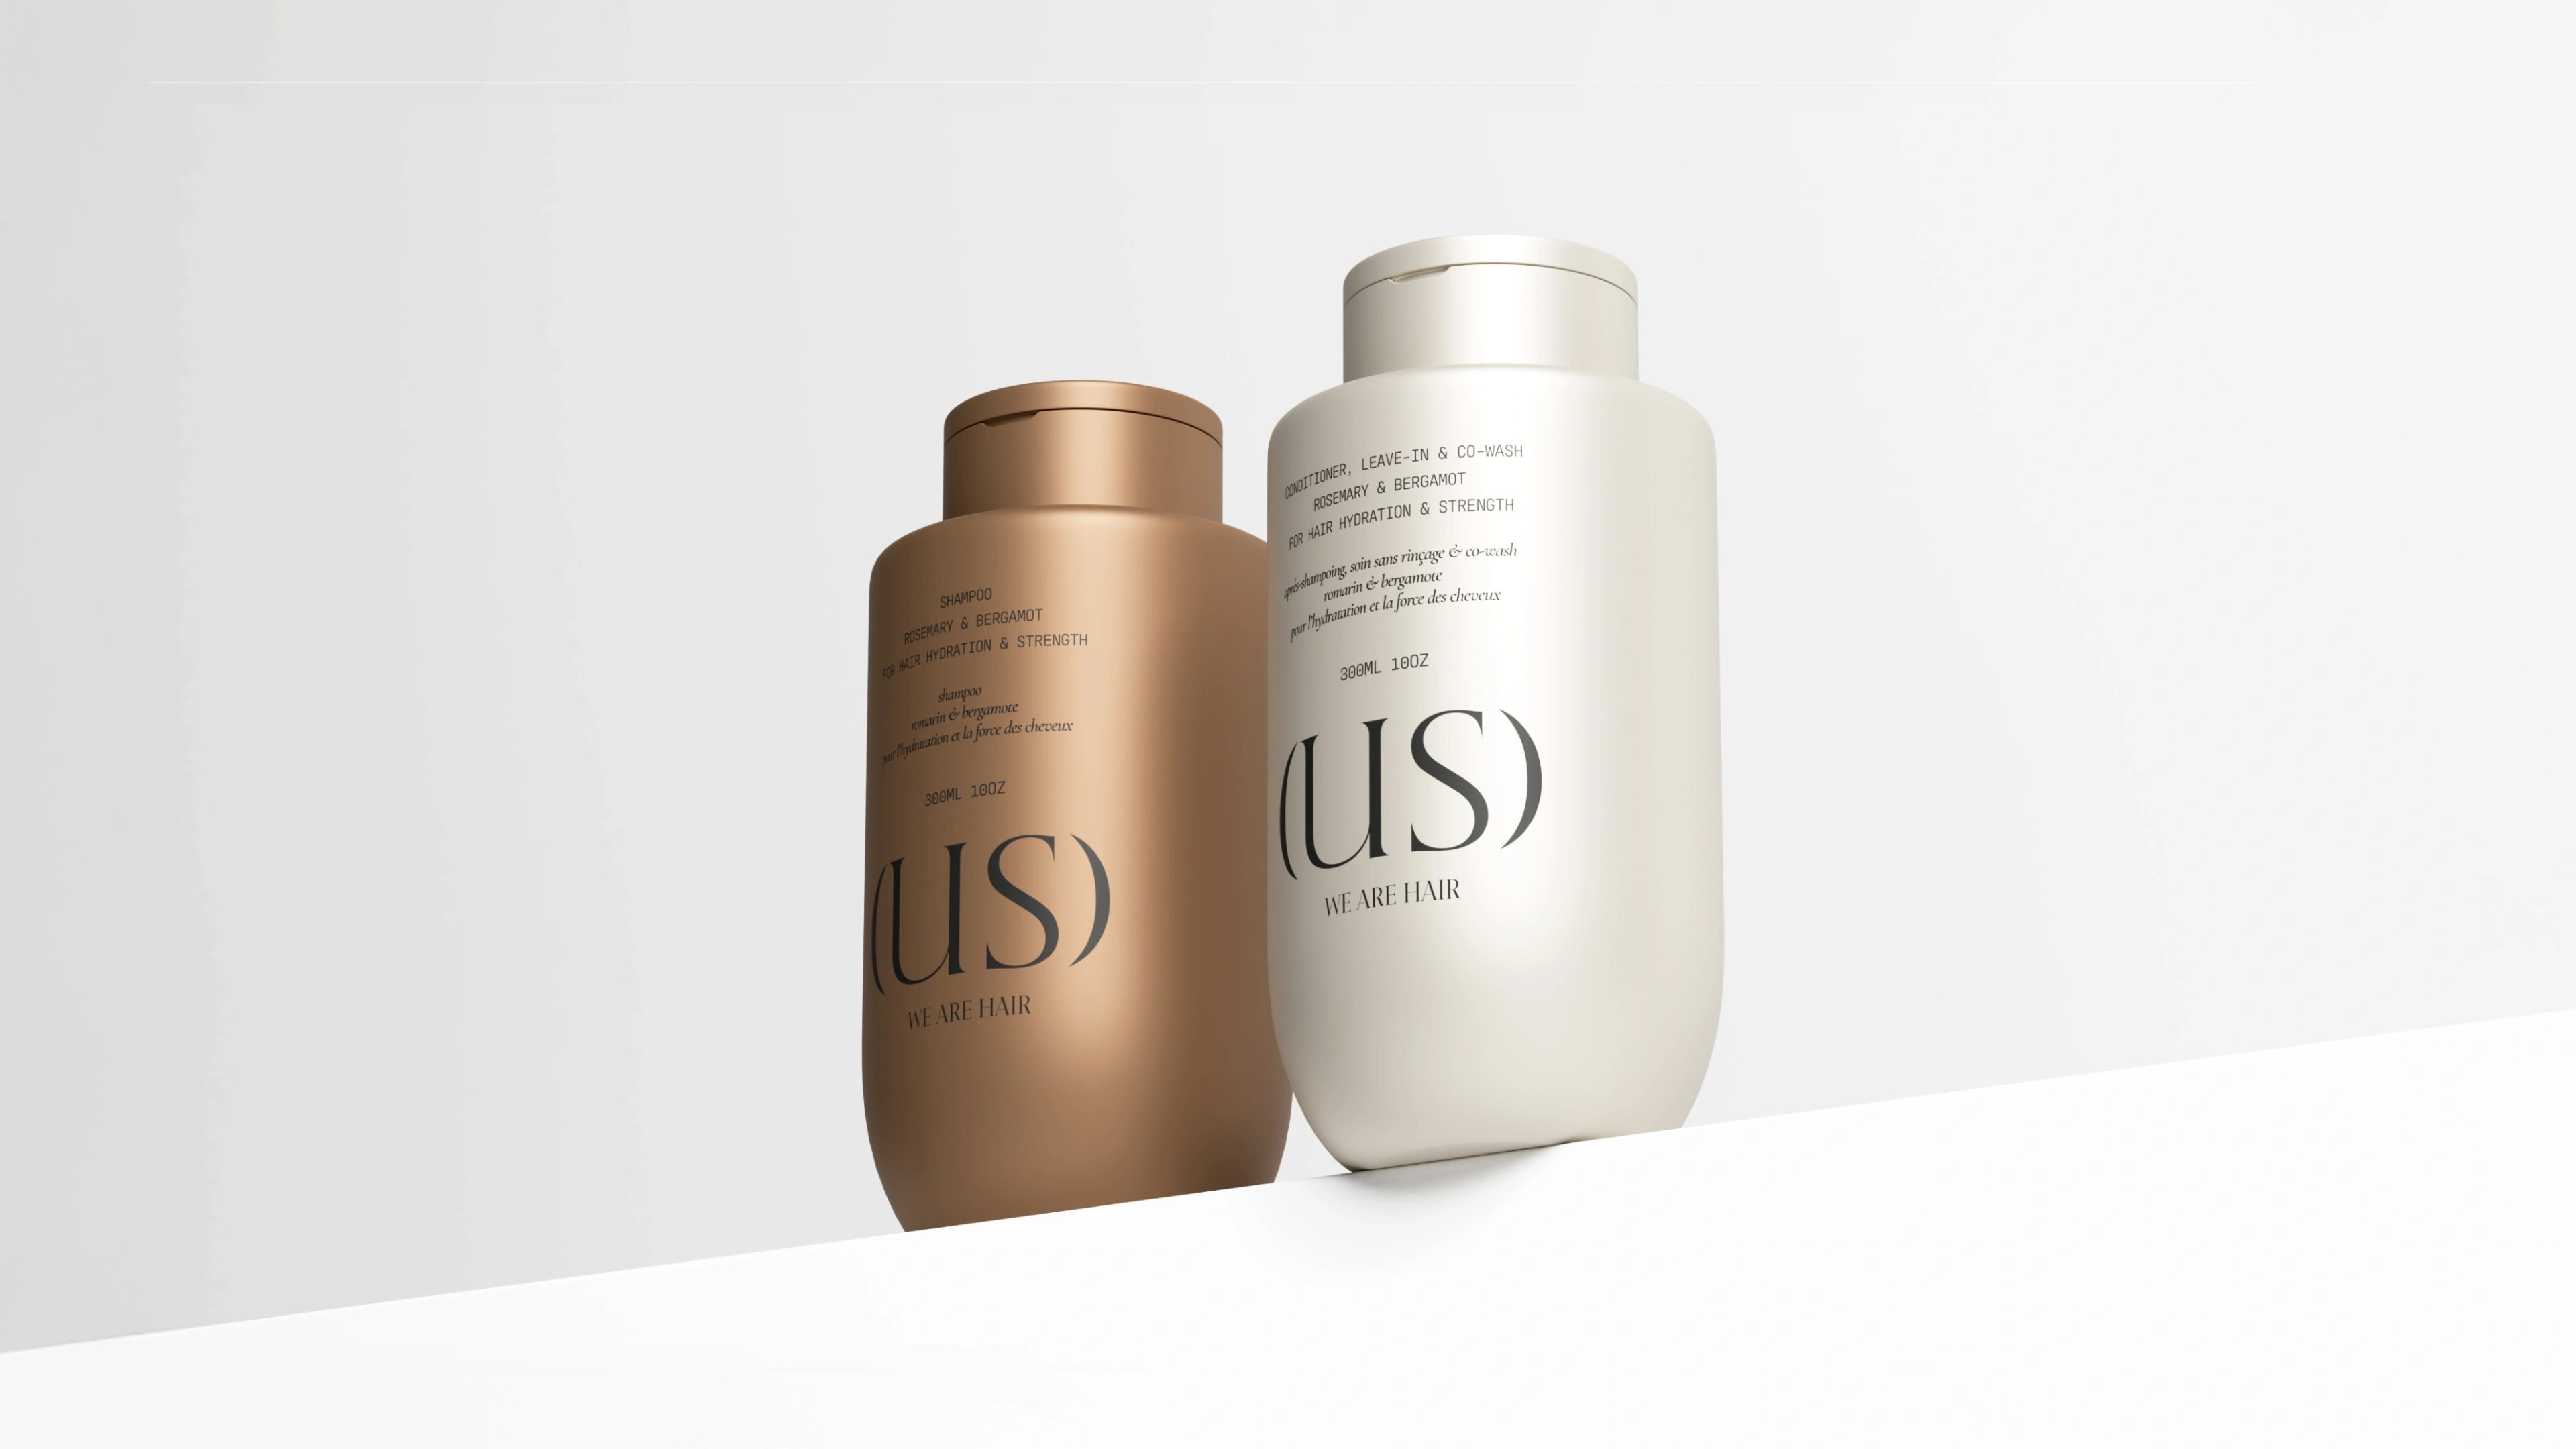 SHAMPOO
ROSEMARY & BERGAMOT
FOR HAIR HYDRATION & STRENGTH
shampoo
romarin & bergamote
pour l'hydratation et la force des cheveux
300ML 10OZ
(US)
WE ARE HAIR
CONDITIONER, LEAVE-IN & CO-WASH
ROSEMARY & BERGAMOT
FOR HAIR HYDRATION & STRENGTH
après-shampoing, soin sans rinçage & co-wash
romarin & bergamote
pour l'hydratation et la force des cheveux
300ML 10OZ
(US)
WE ARE HAIR